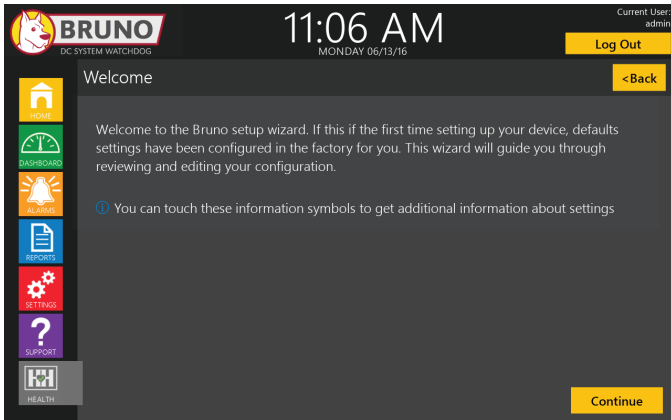 BRUNO
DC SYSTEM WATCHDOG
11:06 AM
MONDAY 06/13/16
Current User:
admin
Log Out
Welcome
<Back
HOME
DASHBOARD
ALARMS
REPORTS
SETTINGS
SUPPORT
HEALTH
Welcome to the Bruno setup wizard. If this if the first time setting up your device, defaults
settings have been configured in the factory for you. This wizard will guide you through
reviewing and editing your configuration.
You can touch these information symbols to get additional information about settings
Continue